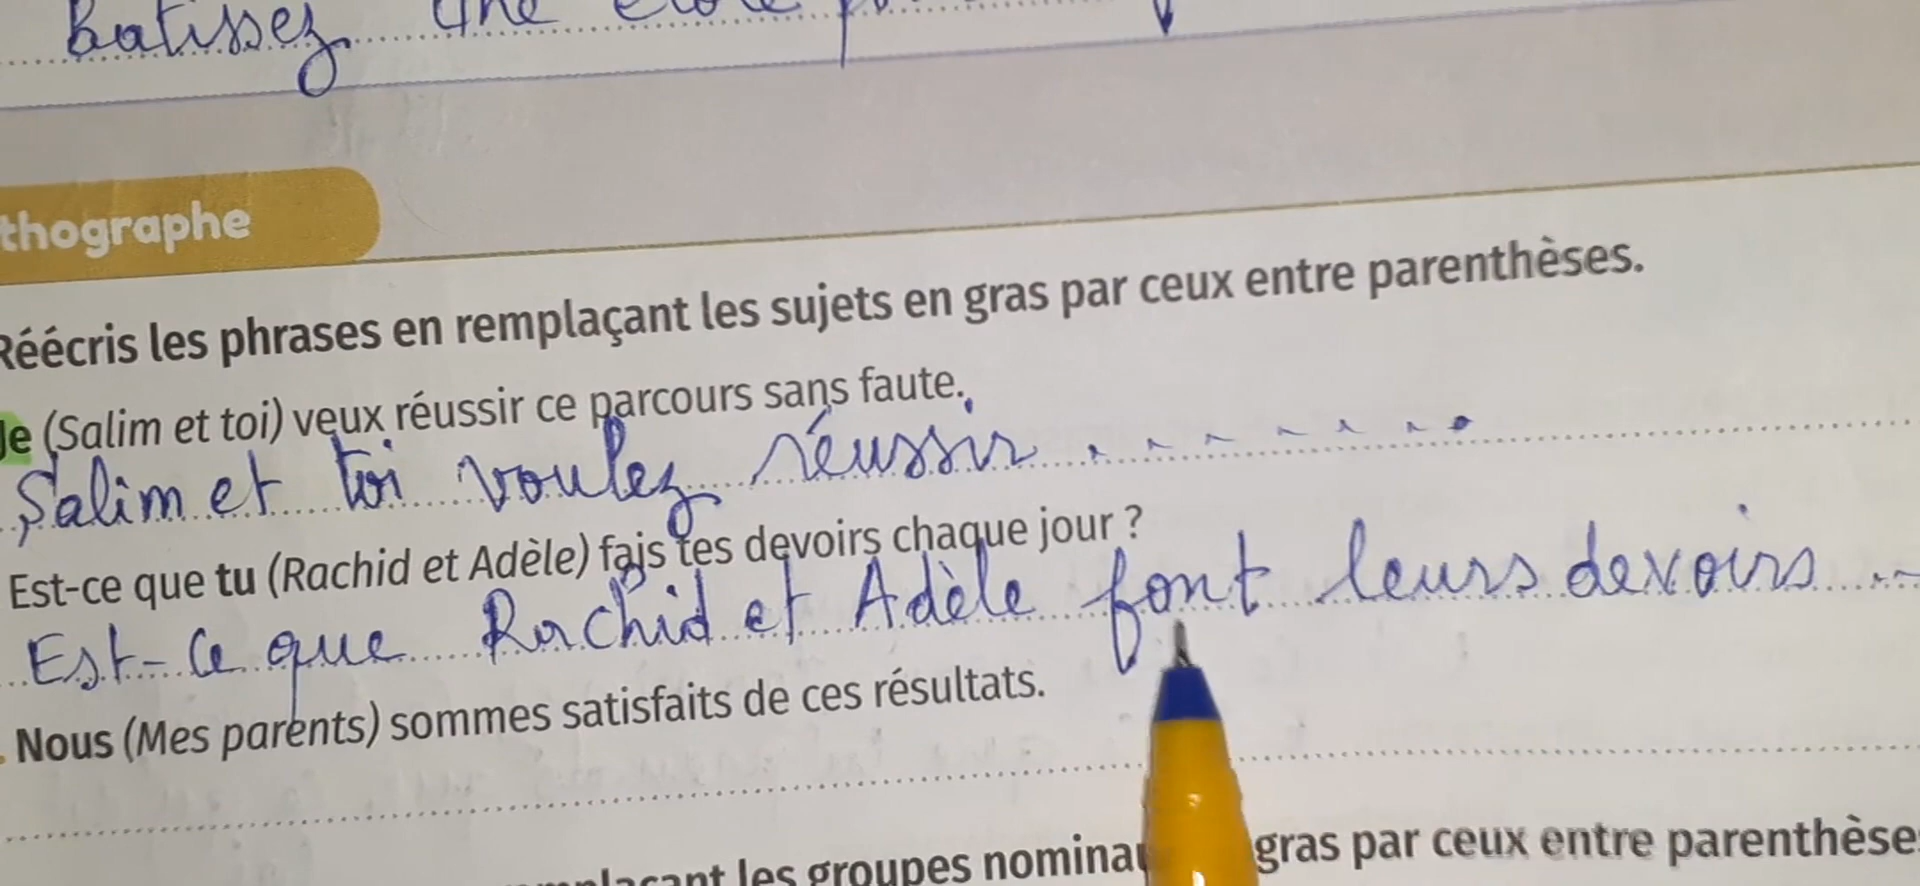 Batissez une
thographe
Réécris les phrases en remplaçant les sujets en gras par ceux entre parenthèses.
Je (Salim et toi) veux réussir ce parcours sans faute.
Salim et toi voulez réussir . . . . . . . .
Est-ce que tu (Rachid et Adèle) fais tes devoirs chaque jour ?
Est-ce que Rachid et Adèle font leurs devoirs
Nous (Mes parents) sommes satisfaits de ces résultats.
les groupes gras par ceux entre parenthèse